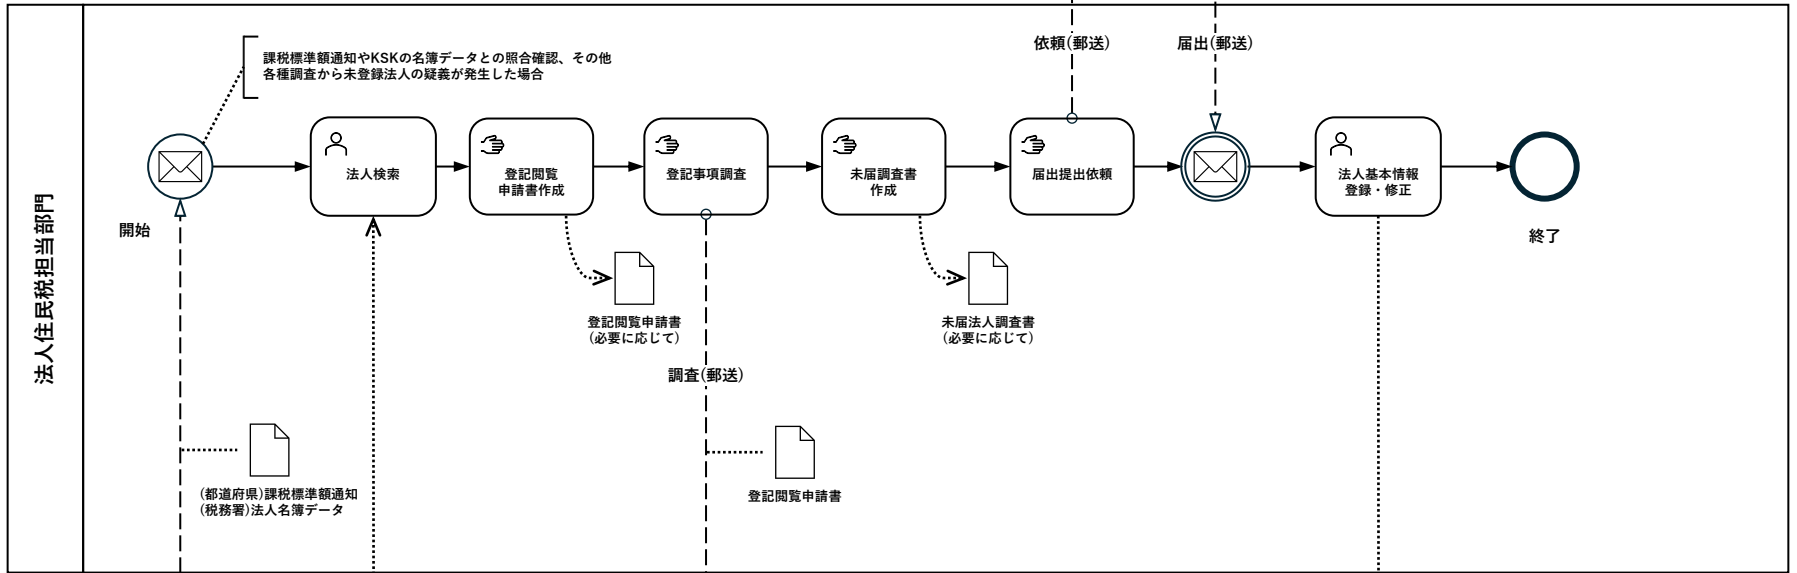 法人住民税担当部門
課税標準額通知やKSKの名簿データとの照合確認、その他
各種調査から未登録法人の疑義が発生した場合
依頼(郵送)
届出(郵送)
開始
法人検索
登記閲覧
申請書作成
登記事項調査
未届調査書
作成
届出提出依頼
法人基本情報
登録・修正
終了
登記閲覧申請書
(必要に応じて)
未届法人調査書
(必要に応じて)
調査(郵送)
(都道府県)課税標準額通知
(税務署)法人名簿データ
登記閲覧申請書